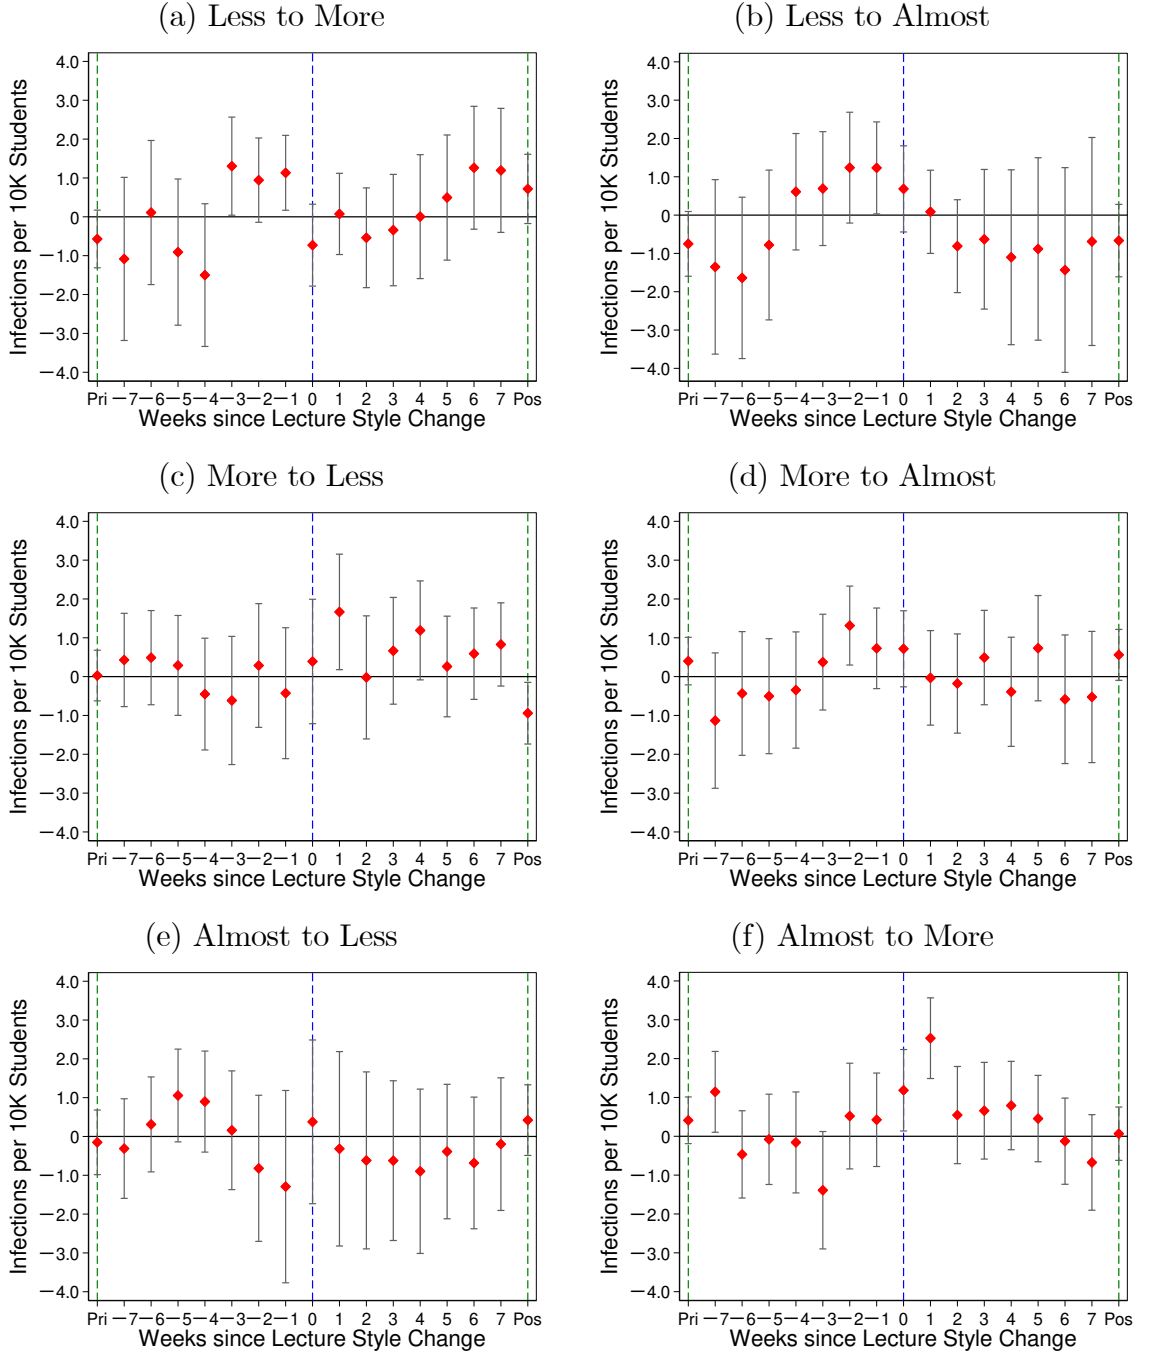 (a) Less to More
(b) Less to Almost
Infections per 10K Students
4.0
3.0
2.0
1.0
0
−1.0
−2.0
−3.0
−4.0
Pri −7 −6 −5 −4 −3 −2 −1 0 1 2 3 4 5 6 7 Pos
Weeks since Lecture Style Change
Infections per 10K Students
4.0
3.0
2.0
1.0
0
−1.0
−2.0
−3.0
−4.0
Pri −7 −6 −5 −4 −3 −2 −1 0 1 2 3 4 5 6 7 Pos
Weeks since Lecture Style Change
(c) More to Less
(d) More to Almost
Infections per 10K Students
4.0
3.0
2.0
1.0
0
−1.0
−2.0
−3.0
−4.0
Pri −7 −6 −5 −4 −3 −2 −1 0 1 2 3 4 5 6 7 Pos
Weeks since Lecture Style Change
Infections per 10K Students
4.0
3.0
2.0
1.0
0
−1.0
−2.0
−3.0
−4.0
Pri −7 −6 −5 −4 −3 −2 −1 0 1 2 3 4 5 6 7 Pos
Weeks since Lecture Style Change
(e) Almost to Less
(f) Almost to More
Infections per 10K Students
4.0
3.0
2.0
1.0
0
−1.0
−2.0
−3.0
−4.0
Pri −7 −6 −5 −4 −3 −2 −1 0 1 2 3 4 5 6 7 Pos
Weeks since Lecture Style Change
Infections per 10K Students
4.0
3.0
2.0
1.0
0
−1.0
−2.0
−3.0
−4.0
Pri −7 −6 −5 −4 −3 −2 −1 0 1 2 3 4 5 6 7 Pos
Weeks since Lecture Style Change